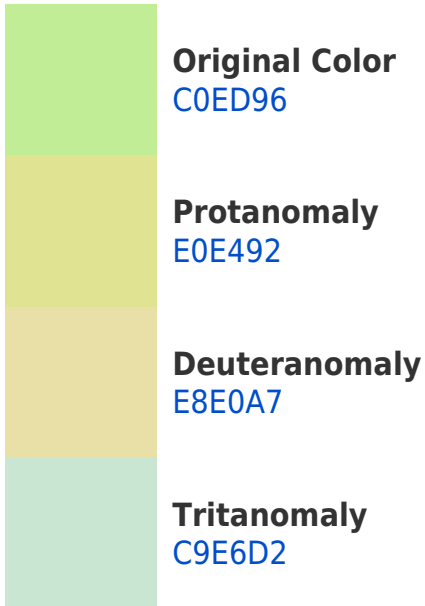 Original Color
C0ED96
Protanomaly
E0E492
Deuteranomaly
E8E0A7
Tritanomaly
C9E6D2